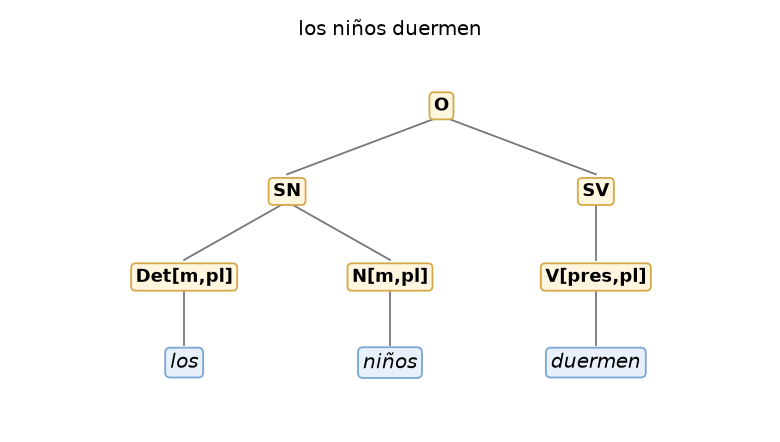 los niños duermen
O
SN SV
Det[m,pl] N[m,pl] V[pres,pl]
los niños duermen